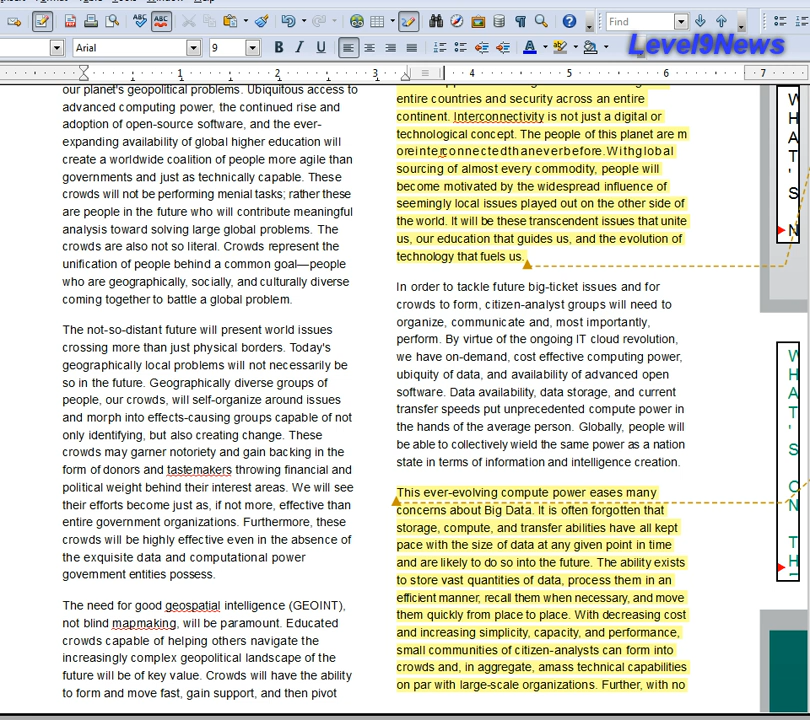 Arial
9
B I U
Find
Level9News
1 2 3 4 5 6 7
our planet's geopolitical problems. Ubiquitous access to
advanced computing power, the continued rise and
adoption of open-source software, and the ever-
expanding availability of global higher education will
create a worldwide coalition of people more agile than
governments and just as technically capable. These
crowds will not be performing menial tasks; rather these
are people in the future who will contribute meaningful
analysis toward solving large global problems. The
crowds are also not so literal. Crowds represent the
unification of people behind a common goal—people
who are geographically, socially, and culturally diverse
coming together to battle a global problem.
The not-so-distant future will present world issues
crossing more than just physical borders. Today's
geographically local problems will not necessarily be
so in the future. Geographically diverse groups of
people, our crowds, will self-organize around issues
and morph into effects-causing groups capable of not
only identifying, but also creating change. These
crowds may garner notoriety and gain backing in the
form of donors and tastemakers throwing financial and
political weight behind their interest areas. We will see
their efforts become just as, if not more, effective than
entire government organizations. Furthermore, these
crowds will be highly effective even in the absence of
the exquisite data and computational power
government entities possess.
The need for good geospatial intelligence (GEOINT),
not blind mapmaking, will be paramount. Educated
crowds capable of helping others navigate the
increasingly complex geopolitical landscape of the
future will be of key value. Crowds will have the ability
to form and move fast, gain support, and then pivot
entire countries and security across an entire
continent. Interconnectivity is not just a digital or
technological concept. The people of this planet are m
oreinterconnectedthaneverbefore.Withglobal
sourcing of almost every commodity, people will
become motivated by the widespread influence of
seemingly local issues played out on the other side of
the world. It will be these transcendent issues that unite
us, our education that guides us, and the evolution of
technology that fuels us.
In order to tackle future big-ticket issues and for
crowds to form, citizen-analyst groups will need to
organize, communicate and, most importantly,
perform. By virtue of the ongoing IT cloud revolution,
we have on-demand, cost effective computing power,
ubiquity of data, and availability of advanced open
software. Data availability, data storage, and current
transfer speeds put unprecedented compute power in
the hands of the average person. Globally, people will
be able to collectively wield the same power as a nation
state in terms of information and intelligence creation.
This ever-evolving compute power eases many
concerns about Big Data. It is often forgotten that
storage, compute, and transfer abilities have all kept
pace with the size of data at any given point in time
and are likely to do so into the future. The ability exists
to store vast quantities of data, process them in an
efficient manner, recall them when necessary, and move
them quickly from place to place. With decreasing cost
and increasing simplicity, capacity, and performance,
small communities of citizen-analysts can form into
crowds and, in aggregate, amass technical capabilities
on par with large-scale organizations. Further, with no
W
H
A
T
'
S
N
W
H
A
T
'
S
O
N
T
H